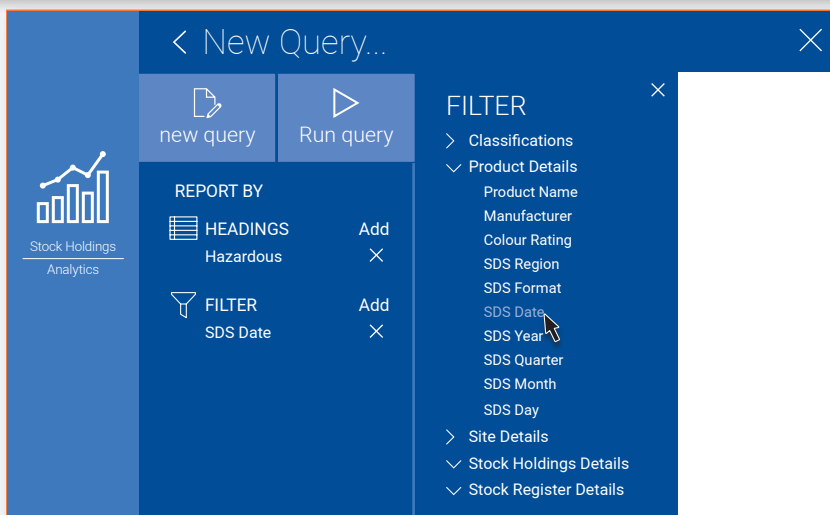 New Query...
new query
Run query
Stock Holdings
Analytics
REPORT BY
HEADINGS Add
Hazardous
FILTER Add
SDS Date
FILTER
Classifications
Product Details
Product Name
Manufacturer
Colour Rating
SDS Region
SDS Format
SDS Date
SDS Year
SDS Quarter
SDS Month
SDS Day
Site Details
Stock Holdings Details
Stock Register Details